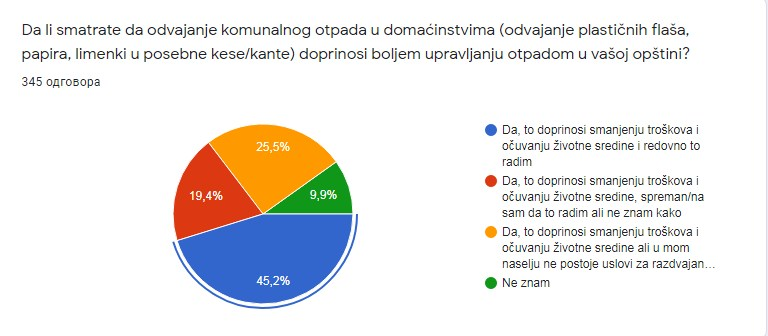 Da li smatrate da odvajanje komunalnog otpada u domaćinstvima (odvajanje plastičnih flaša,
papira, limenki u posebne kese/kante) doprinosi boljem upravljanju otpadom u vašoj opštini?
345 одговора
25,5%
19,4%
9,9%
45,2%
Da, to doprinosi smanjenju troškova i
očuvanju životne sredine i redovno to
radim
Da, to doprinosi smanjenju troškova i
očuvanju životne sredine, spreman/na
sam da to radim ali ne znam kako
Da, to doprinosi smanjenju troškova i
očuvanju životne sredine ali u mom
naselju ne postoje uslovi za razdvajan…
Ne znam